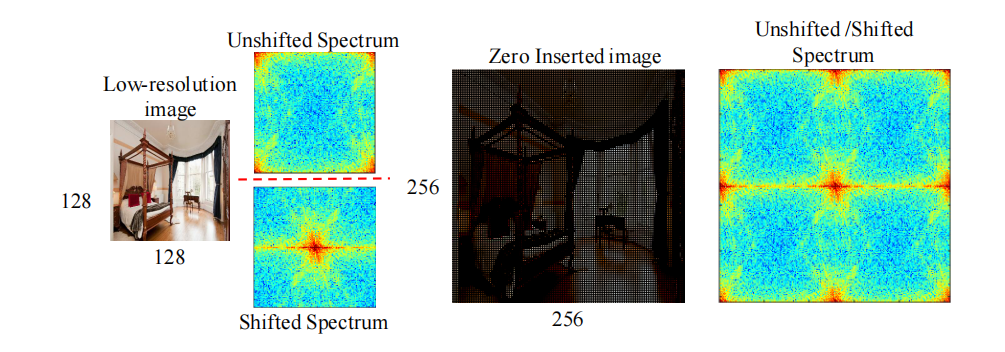 Low-resolution
image
128
128
Unshifted Spectrum
Shifted Spectrum
Zero Inserted image
256
256
Unshifted /Shifted
Spectrum